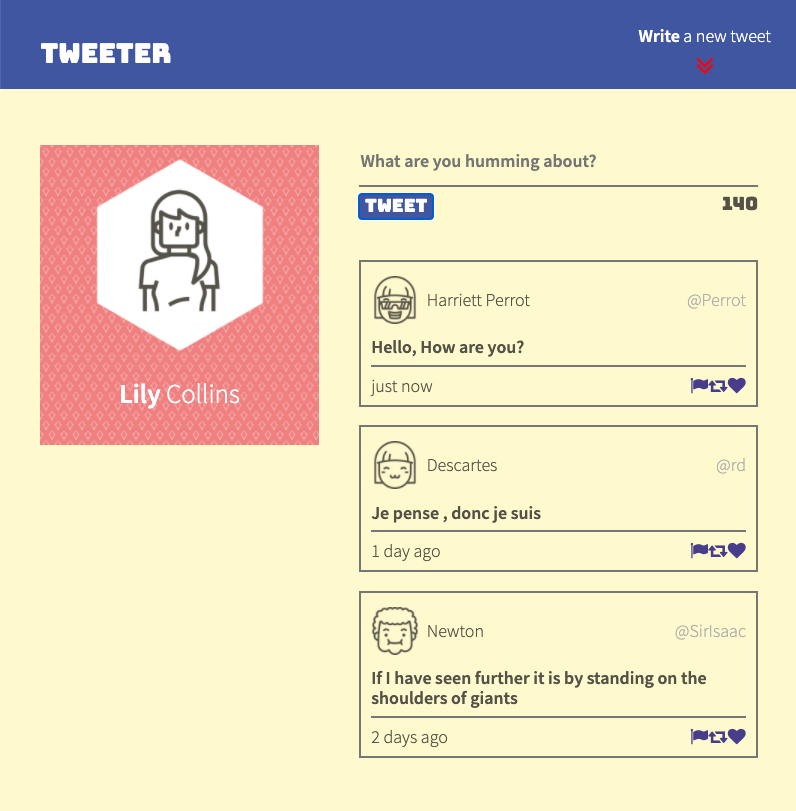 TWEETER
Write a new tweet
Lily Collins
What are you humming about?
TWEET
140
Harriett Perrot
@Perrot
Hello, How are you?
just now
Descartes
@rd
Je pense , donc je suis
1 day ago
Newton
@SirIsaac
If I have seen further it is by standing on the
shoulders of giants
2 days ago